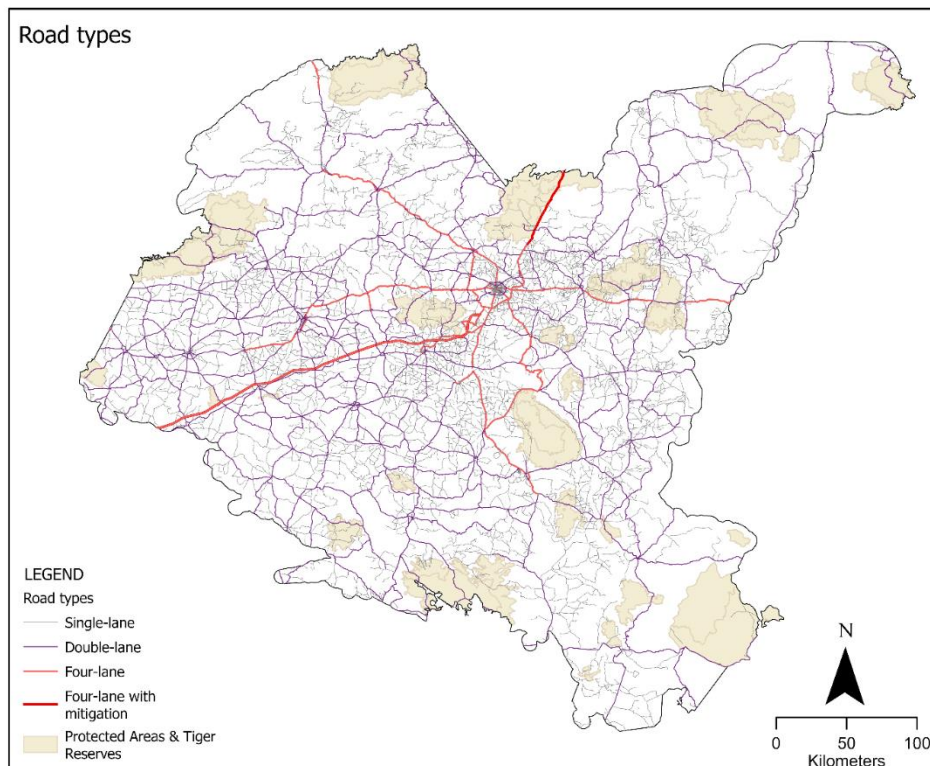 Road types
LEGEND
Road types
Single-lane
Double-lane
Four-lane
Four-lane with
mitigation
Protected Areas & Tiger
Reserves
N
0 50 100
Kilometers